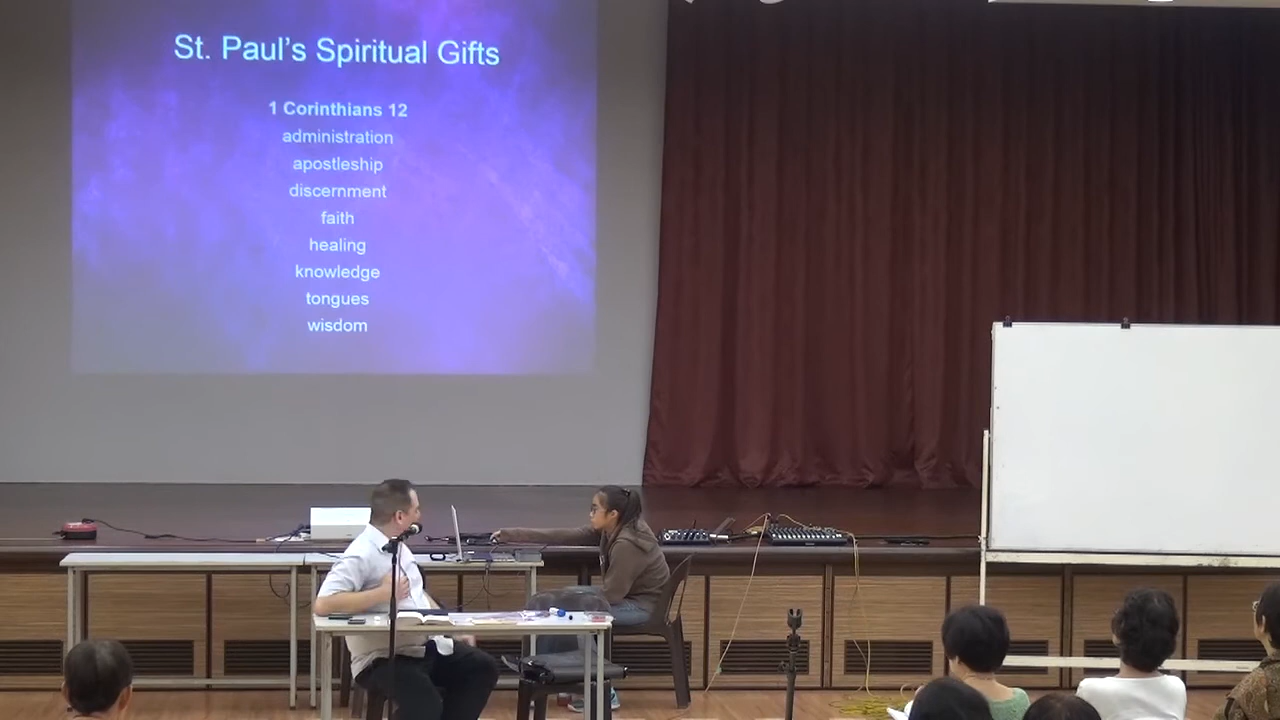 St. Paul’s Spiritual Gifts
1 Corinthians 12
administration
apostleship
discernment
faith
healing
knowledge
tongues
wisdom